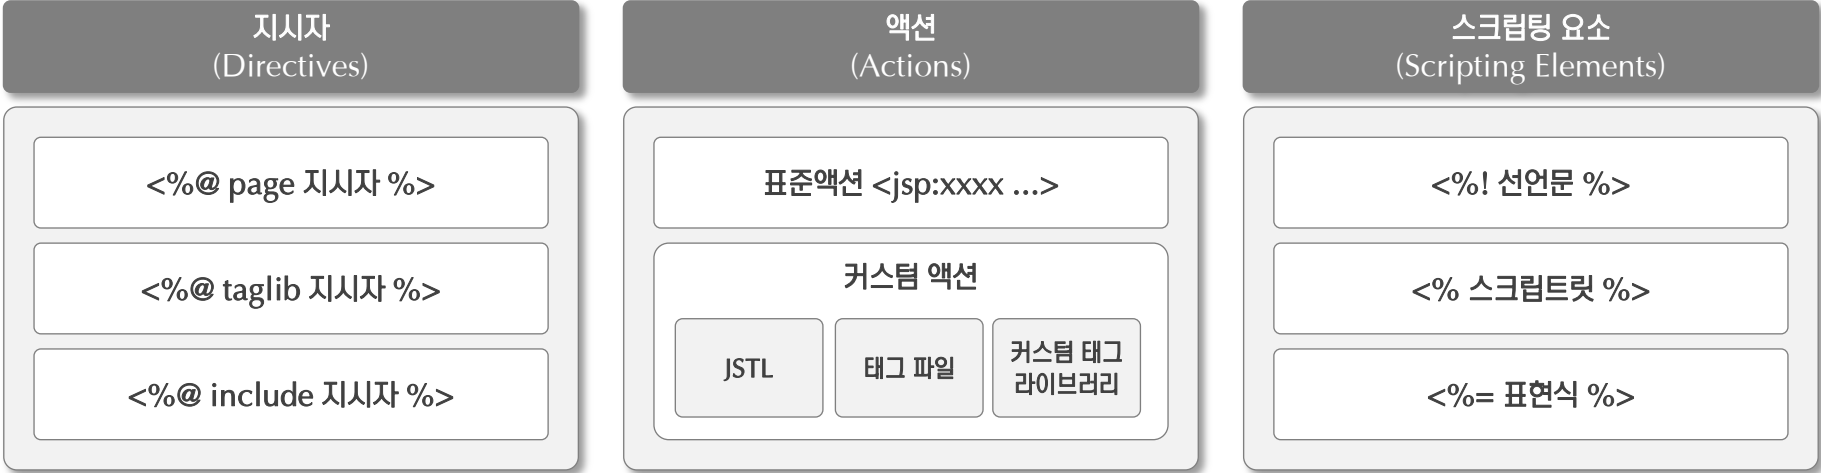 지시자
(Directives)
<%@ page 지시자 %>
<%@ taglib 지시자 %>
<%@ include 지시자 %>
액션
(Actions)
표준액션 <jsp:xxxx ...>
커스텀 액션
JSTL
태그 파일
커스텀 태그
라이브러리
스크립팅 요소
(Scripting Elements)
<%! 선언문 %>
<% 스크립트릿 %>
<%= 표현식 %>